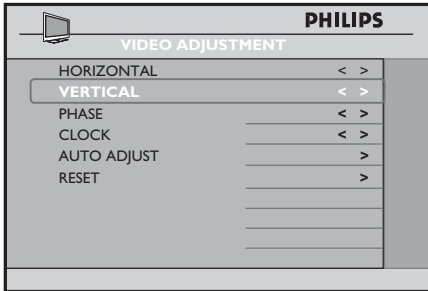 PHILIPS
VIDEO ADJUSTMENT
HORIZONTAL < >
VERTICAL < >
PHASE < >
CLOCK < >
AUTO ADJUST >
RESET >